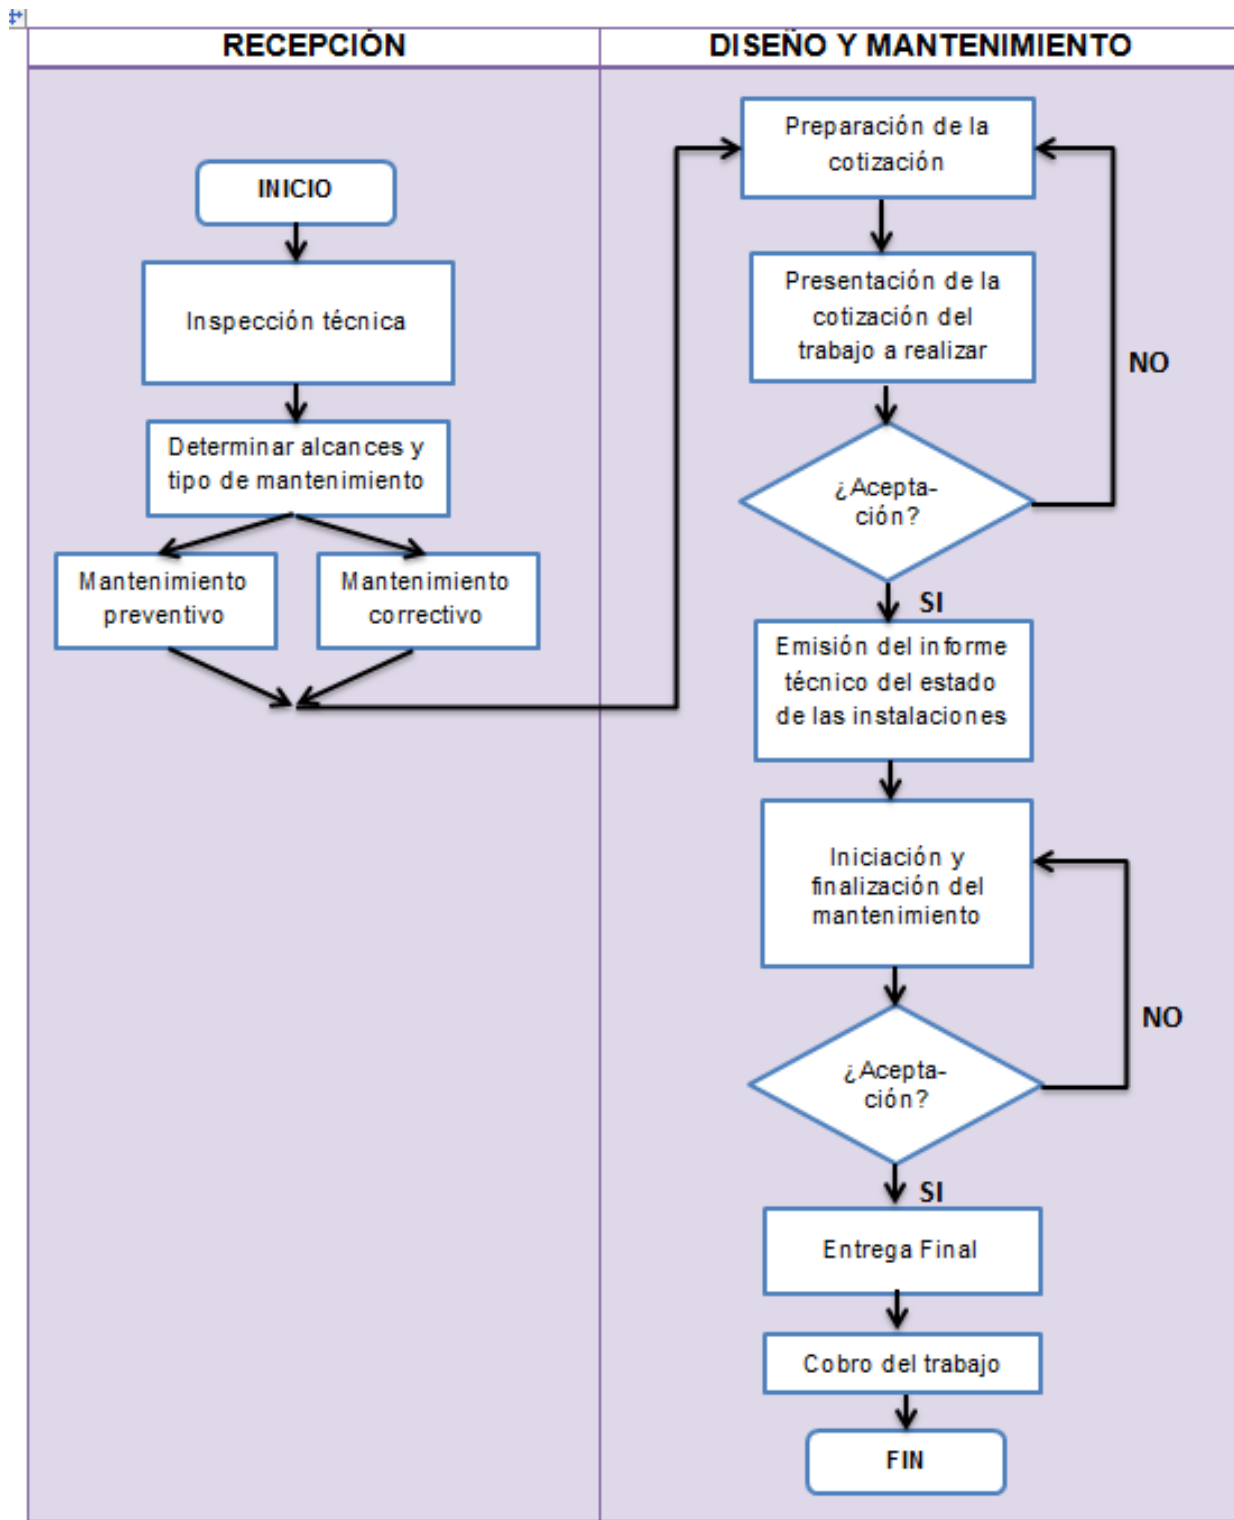 RECEPCIÓN
DISEÑO Y MANTENIMIENTO
INICIO
Inspección técnica
Determinar alcances y
tipo de mantenimiento
Mantenimiento
preventivo
Mantenimiento
correctivo
Preparación de la
cotización
Presentación de la
cotización del
trabajo a realizar
NO
¿Acepta-
ción?
SI
Emisión del informe
técnico del estado
de las instalaciones
Iniciación y
finalización del
mantenimiento
NO
¿Acepta-
ción?
SI
Entrega Final
Cobro del trabajo
FIN